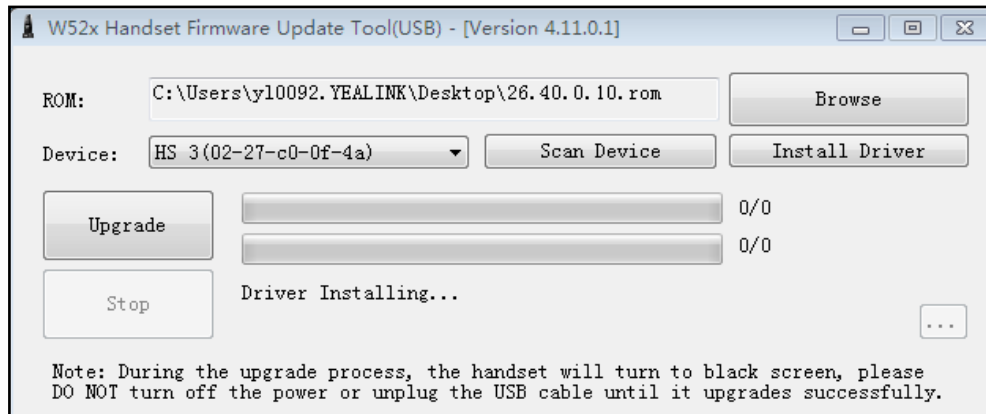 W52x Handset Firmware Update Tool(USB) - [Version 4.11.0.1]
ROM: C:\Users\yl0092.YEALINK\Desktop\26.40.0.10.rom Browse
Device: HS 3(02-27-c0-0f-4a) Scan Device Install Driver
Upgrade 0/0
0/0
Stop Driver Installing...
...
Note: During the upgrade process, the handset will turn to black screen, please
DO NOT turn off the power or unplug the USB cable until it upgrades successfully.